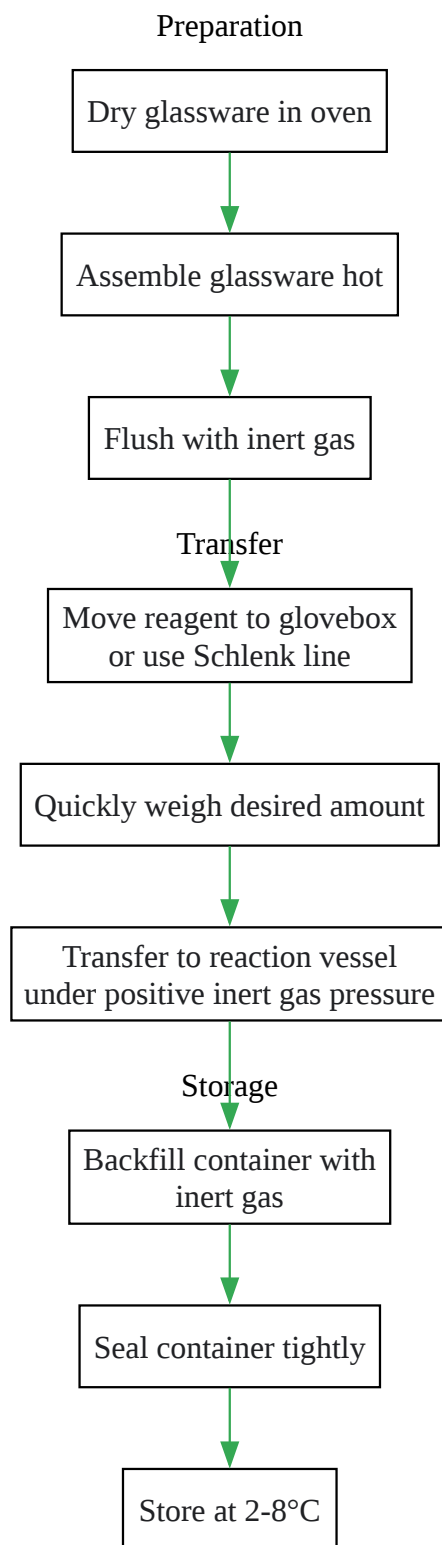 Preparation
Dry glassware in oven
Assemble glassware hot
Flush with inert gas
Transfer
Move reagent to glovebox
or use Schlenk line
Quickly weigh desired amount
Transfer to reaction vessel
under positive inert gas pressure
Storage
Backfill container with
inert gas
Seal container tightly
Store at 2-8°C